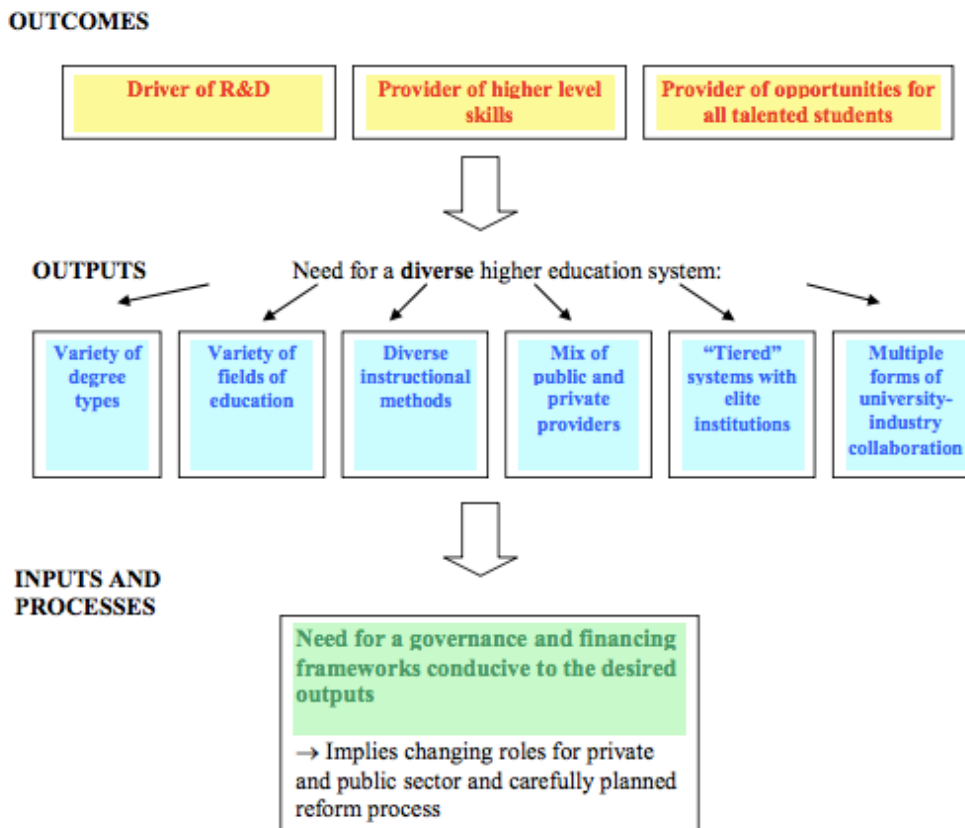 OUTCOMES
Driver of R&D
Provider of higher level
skills
Provider of opportunities for
all talented students
OUTPUTS
Need for a diverse higher education system:
Variety of
degree
types
Variety of
fields of
education
Diverse
instructional
methods
Mix of
public and
private
providers
“Tiered”
systems with
elite
institutions
Multiple
forms of
university-
industry
collaboration
INPUTS AND
PROCESSES
Need for a governance and financing
frameworks conducive to the desired
outputs
→ Implies changing roles for private
and public sector and carefully planned
reform process